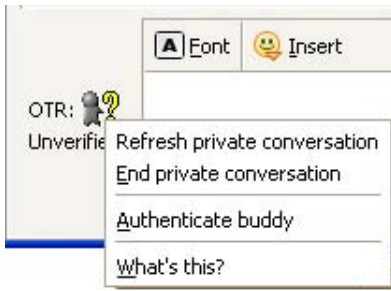 A Font Insert
OTR:
Unverifie
Refresh private conversation
End private conversation
Authenticate buddy
What's this?